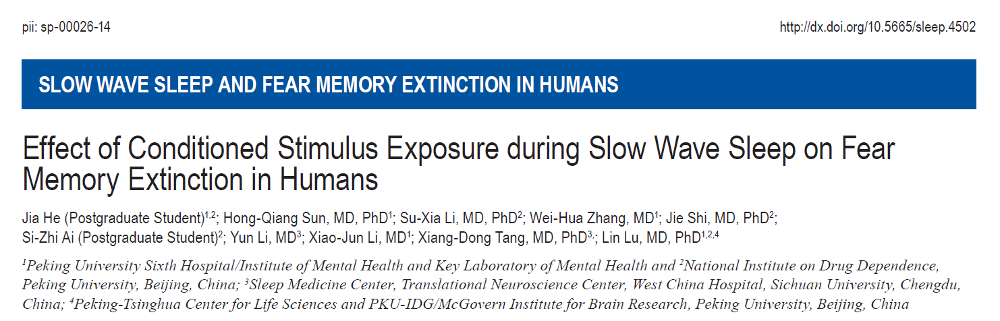 pii: sp-00026-14
http://dx.doi.org/10.5665/sleep.4502
SLOW WAVE SLEEP AND FEAR MEMORY EXTINCTION IN HUMANS
Effect of Conditioned Stimulus Exposure during Slow Wave Sleep on Fear
Memory Extinction in Humans
Jia He (Postgraduate Student)1,2; Hong-Qiang Sun, MD, PhD1; Su-Xia Li, MD, PhD2; Wei-Hua Zhang, MD1; Jie Shi, MD, PhD2;
Si-Zhi Ai (Postgraduate Student)2; Yun Li, MD3; Xiao-Jun Li, MD1; Xiang-Dong Tang, MD, PhD3,; Lin Lu, MD, PhD1,2,4
1Peking University Sixth Hospital/Institute of Mental Health and Key Laboratory of Mental Health and 2National Institute on Drug Dependence,
Peking University, Beijing, China; 3Sleep Medicine Center, Translational Neuroscience Center, West China Hospital, Sichuan University, Chengdu,
China; 4Peking-Tsinghua Center for Life Sciences and PKU-IDG/McGovern Institute for Brain Research, Peking University, Beijing, China